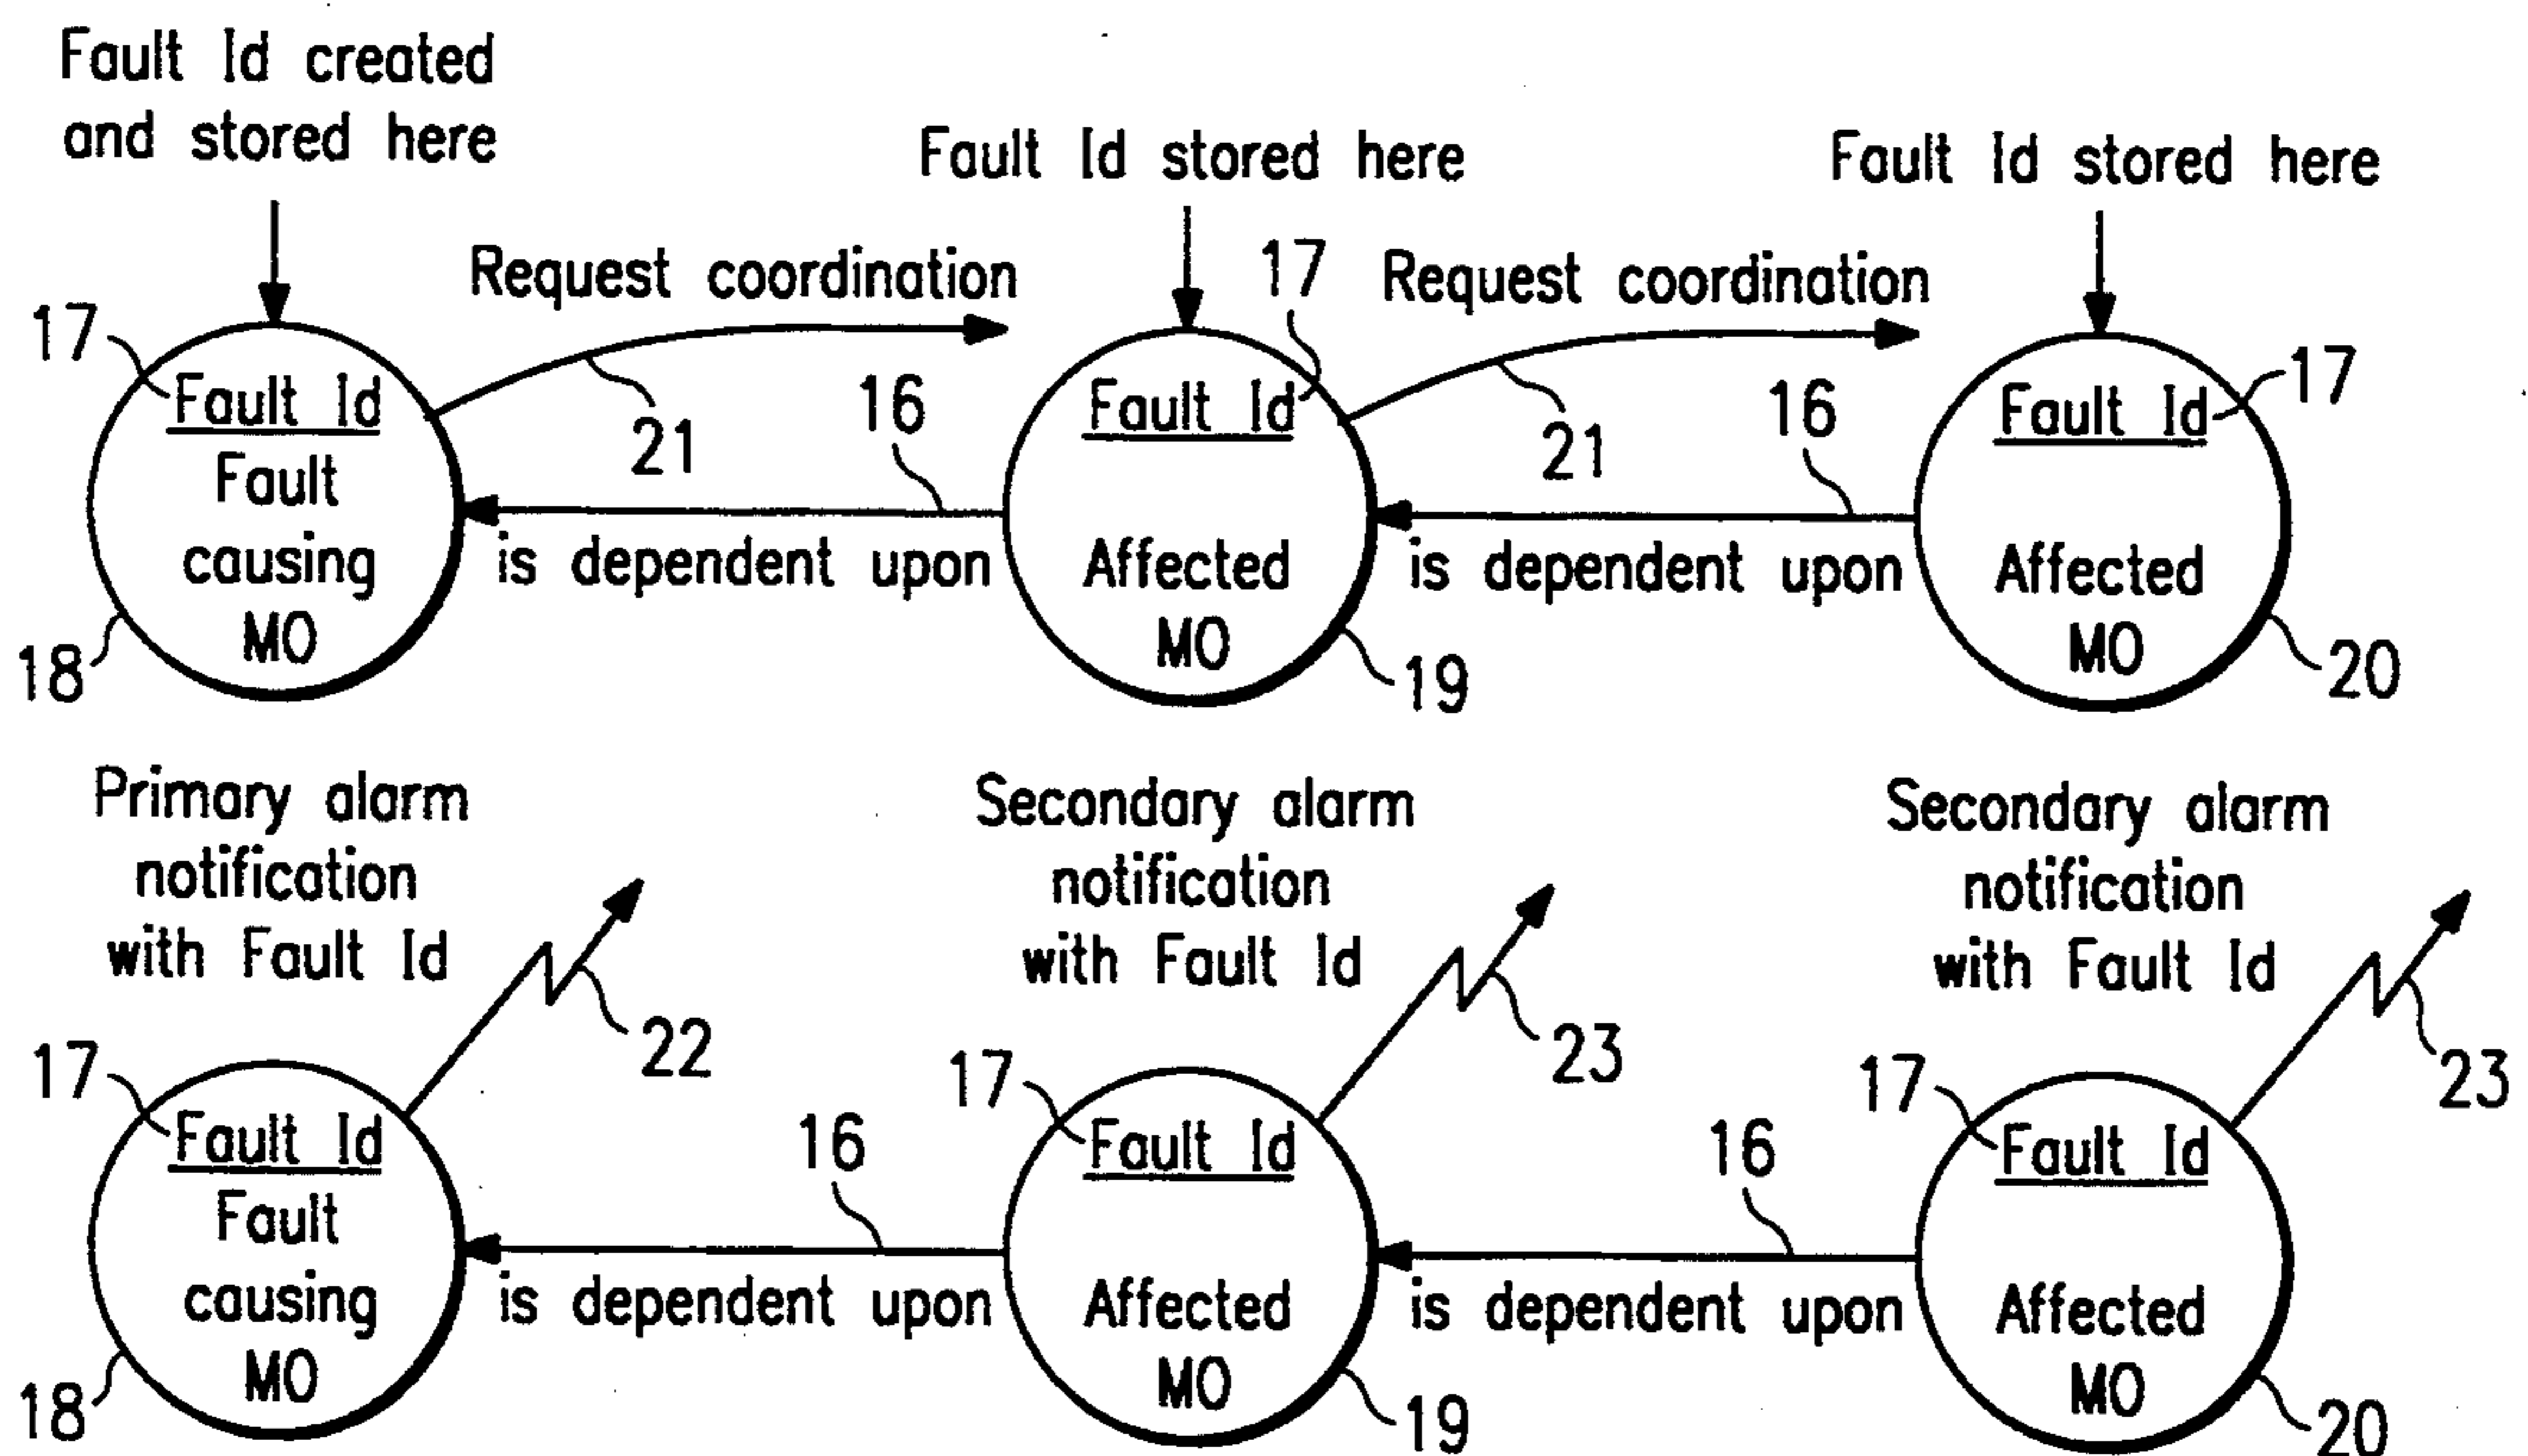 Fault Id created
and stored here
Fault Id stored here
Fault Id stored here
Request coordination
17
Request coordination
17
17
Fault Id
21
16
Fault Id
21
16
Fault Id
Fault
causing
MO
is dependent upon
Affected
MO
is dependent upon
Affected
MO
18
19
20
Primary alarm
notification
with Fault Id
Secondary alarm
notification
with Fault Id
Secondary alarm
notification
with Fault Id
22
23
23
17
17
17
Fault Id
16
Fault Id
16
Fault Id
Fault
causing
MO
is dependent upon
Affected
MO
is dependent upon
Affected
MO
18
19
20